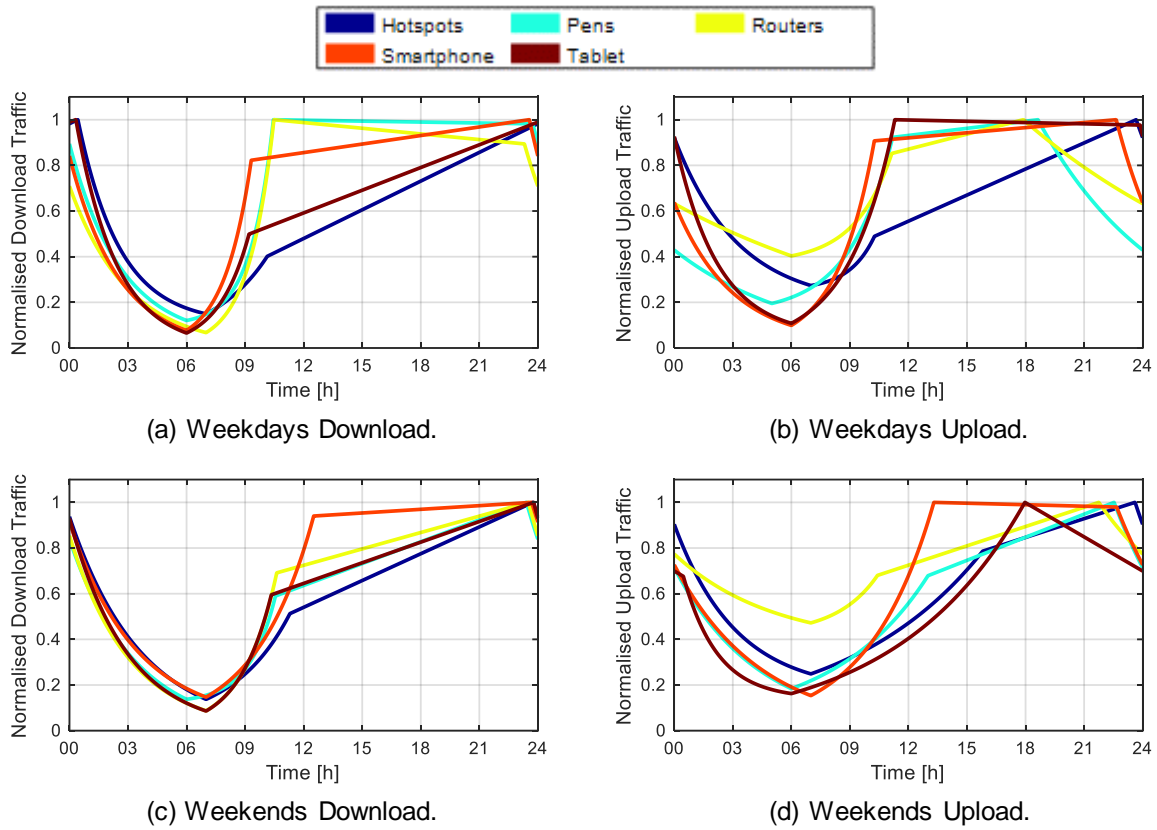 Hotspots Pens Routers
Smartphone Tablet
Normalised Download Traffic
1
0.8
0.6
0.4
0.2
0
00 03 06 09 12 15 18 21 24
Time [h]
(a) Weekdays Download.
Normalised Upload Traffic
1
0.8
0.6
0.4
0.2
0
00 03 06 09 12 15 18 21 24
Time [h]
(b) Weekdays Upload.
Normalised Download Traffic
1
0.8
0.6
0.4
0.2
0
00 03 06 09 12 15 18 21 24
Time [h]
(c) Weekends Download.
Normalised Upload Traffic
1
0.8
0.6
0.4
0.2
0
00 03 06 09 12 15 18 21 24
Time [h]
(d) Weekends Upload.